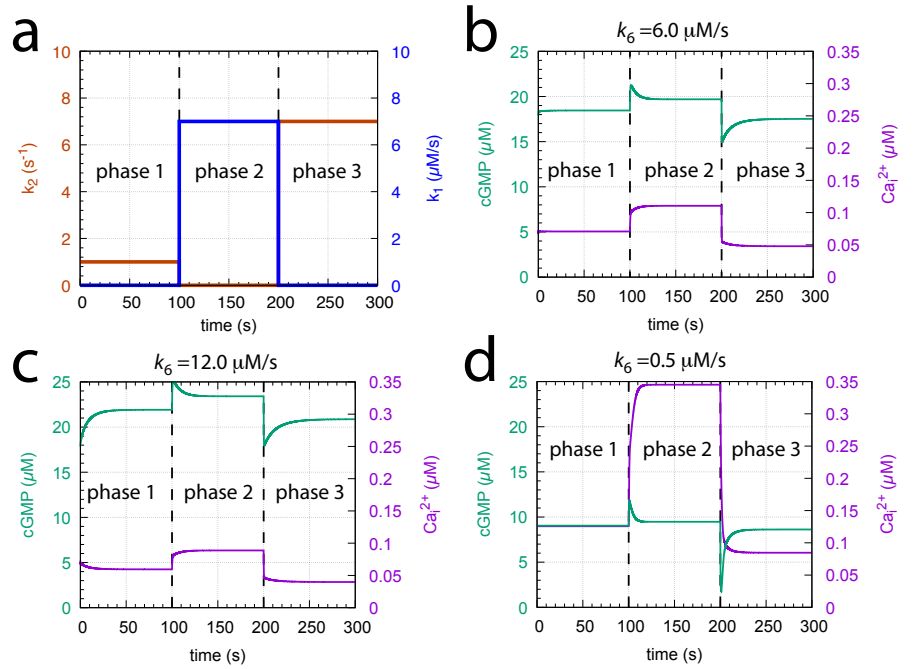 a
10
8
6
4
2
0
k2 (s-1)
10
8
6
4
2
0
k1 (µM/s)
phase 1
phase 2
phase 3
0 50 100 150 200 250 300
time (s)
b
k6 =6.0 µM/s
25
20
15
10
5
0
cGMP (µM)
0.35
0.3
0.25
0.2
0.15
0.1
0.05
0
Cai2+ (µM)
phase 1
phase 2
phase 3
0 50 100 150 200 250 300
time (s)
c
k6 =12.0 µM/s
25
20
15
10
5
0
cGMP (µM)
0.35
0.3
0.25
0.2
0.15
0.1
0.05
0
Cai2+ (µM)
phase 1
phase 2
phase 3
0 50 100 150 200 250 300
time (s)
d
k6 =0.5 µM/s
25
20
15
10
5
0
cGMP (µM)
0.35
0.3
0.25
0.2
0.15
0.1
0.05
0
Cai2+ (µM)
phase 1
phase 2
phase 3
0 50 100 150 200 250 300
time (s)